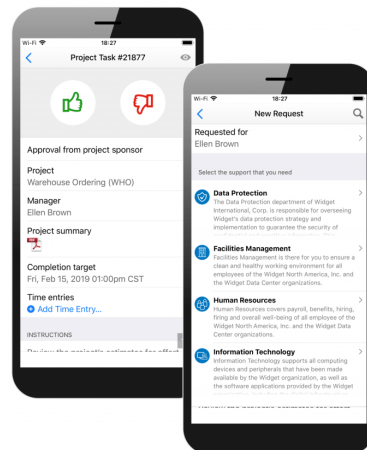 Wi-Fi 18:27
Project Task #21877
Approval from project sponsor
Project
Warehouse Ordering (WHO)
Manager
Ellen Brown
Project summary
PDF
Completion target
Fri, Feb 15, 2019 01:00pm CST
Time entries
Add Time Entry...
INSTRUCTIONS
Review the project's estimates for effort
Wi-Fi 18:27
New Request
Requested for
Ellen Brown
Select the support that you need
Data Protection
The Data Protection department of Widget
International, Corp. is responsible for overseeing
Widget's data protection strategy and
implementation to guarantee the security of
Facilities Management
Facilities Management is there for you to ensure a
clean and healthy working environment for all
employees of the Widget North America, Inc. and
the Widget Data Center organizations.
Human Resources
Human Resources covers payroll, benefits, hiring,
firing and overall well-being of all employee of the
Widget North America, Inc. and the Widget Data
Center organizations.
Information Technology
Information Technology supports all computing
devices and peripherals that have been made
available by the Widget organization, as well as
the software applications provided by the Widget